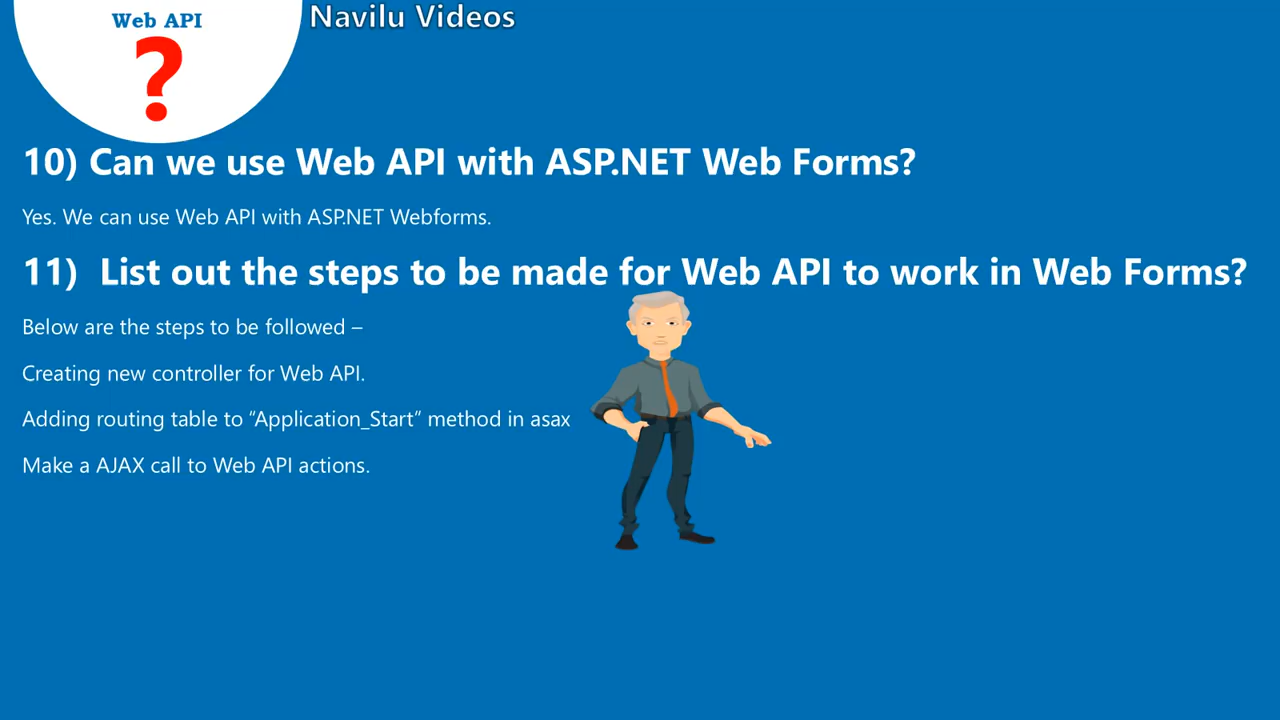 Web API
?
Navilu Videos
10) Can we use Web API with ASP.NET Web Forms?
Yes. We can use Web API with ASP.NET Webforms.
11)  List out the steps to be made for Web API to work in Web Forms?
Below are the steps to be followed –
Creating new controller for Web API.
Adding routing table to “Application_Start” method in asax
Make a AJAX call to Web API actions.